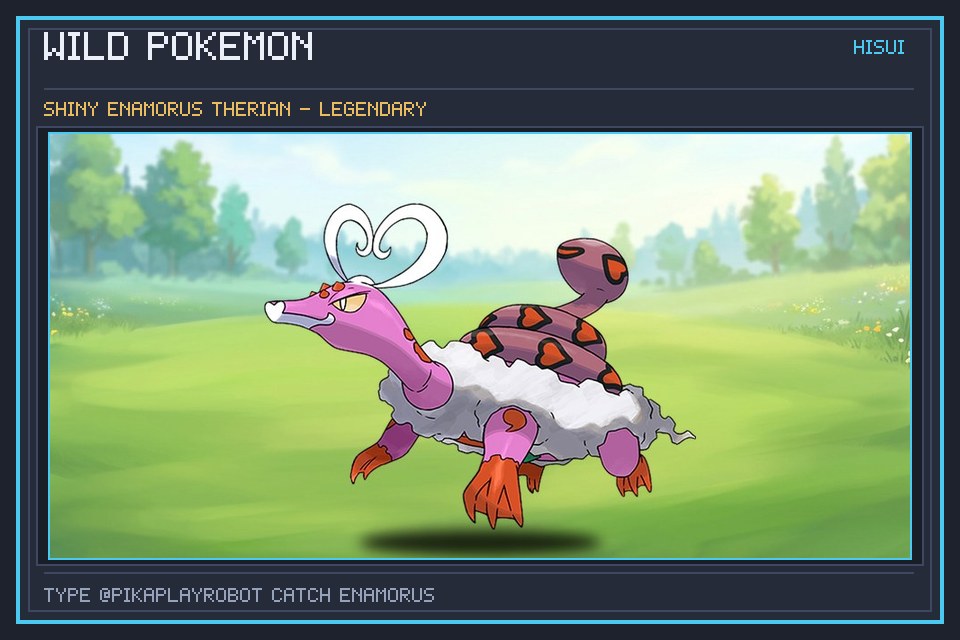 WILD POKEMON
HISUI
SHINY ENAMORUS THERIAN - LEGENDARY
TYPE @PIKAPLAYROBOT CATCH ENAMORUS